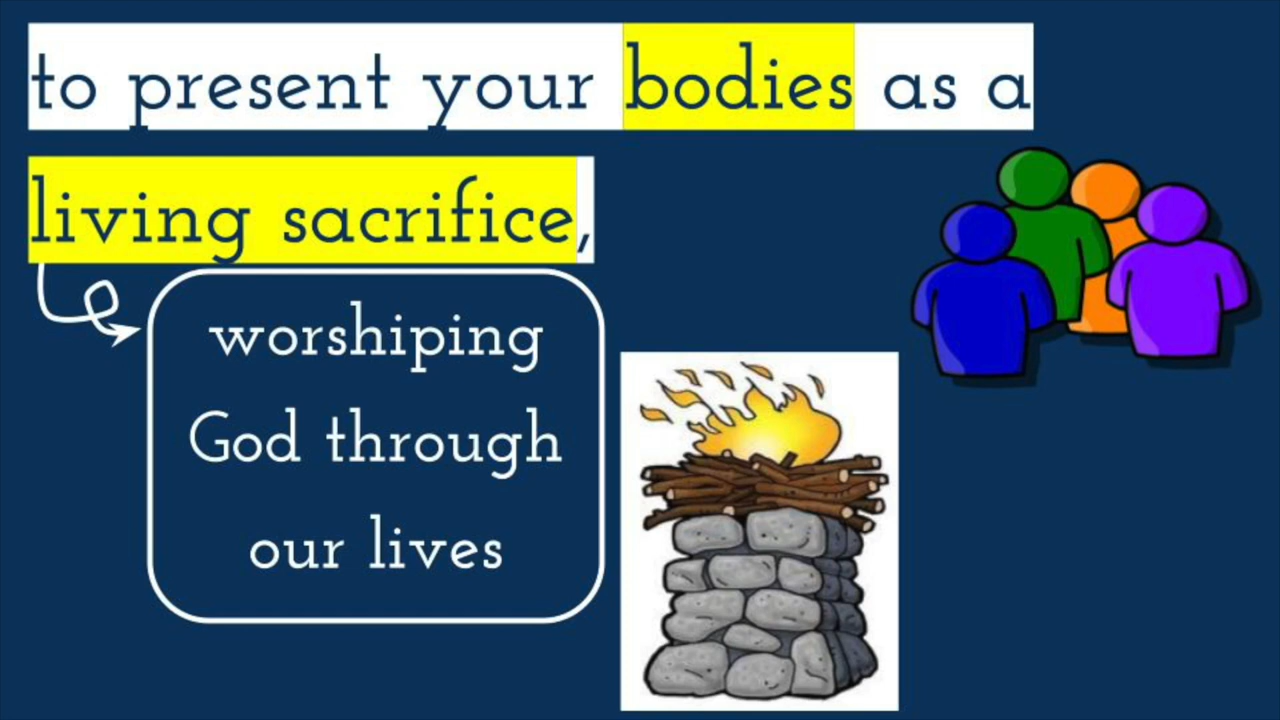 to present your bodies as a
living sacrifice,
worshiping
God through
our lives